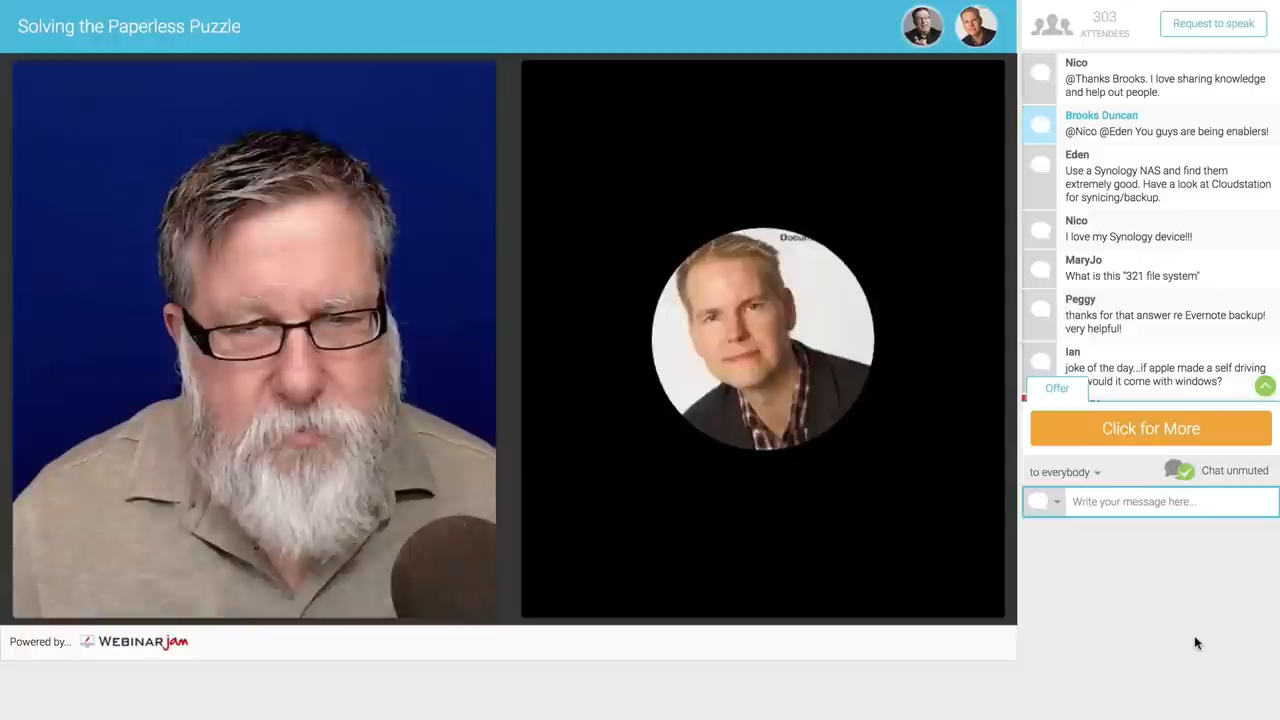 Solving the Paperless Puzzle
303
ATTENDEES
Request to speak
Nico
@Thanks Brooks. I love sharing knowledge
and help out people.
Brooks Duncan
@Nico @Eden You guys are being enablers!
Eden
Use a Synology NAS and find them
extremely good. Have a look at Cloudstation
for synicing/backup.
Nico
I love my Synology device!!!
MaryJo
What is this "321 file system"
Peggy
thanks for that answer re Evernote backup!
very helpful!
Ian
joke of the day...if apple made a self driving
would it come with windows?
Offer
Click for More
to everybody
Chat unmuted
Write your message here...
Powered by...
WEBINARjam